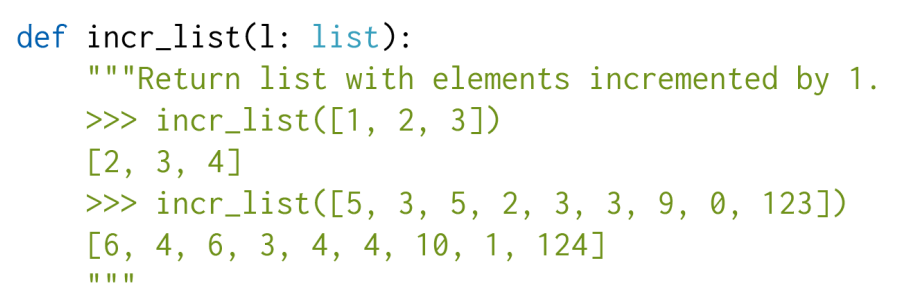 def incr_list(l: list):
    """Return list with elements incremented by 1.
    >>> incr_list([1, 2, 3])
    [2, 3, 4]
    >>> incr_list([5, 3, 5, 2, 3, 3, 9, 0, 123])
    [6, 4, 6, 3, 4, 4, 10, 1, 124]
    """